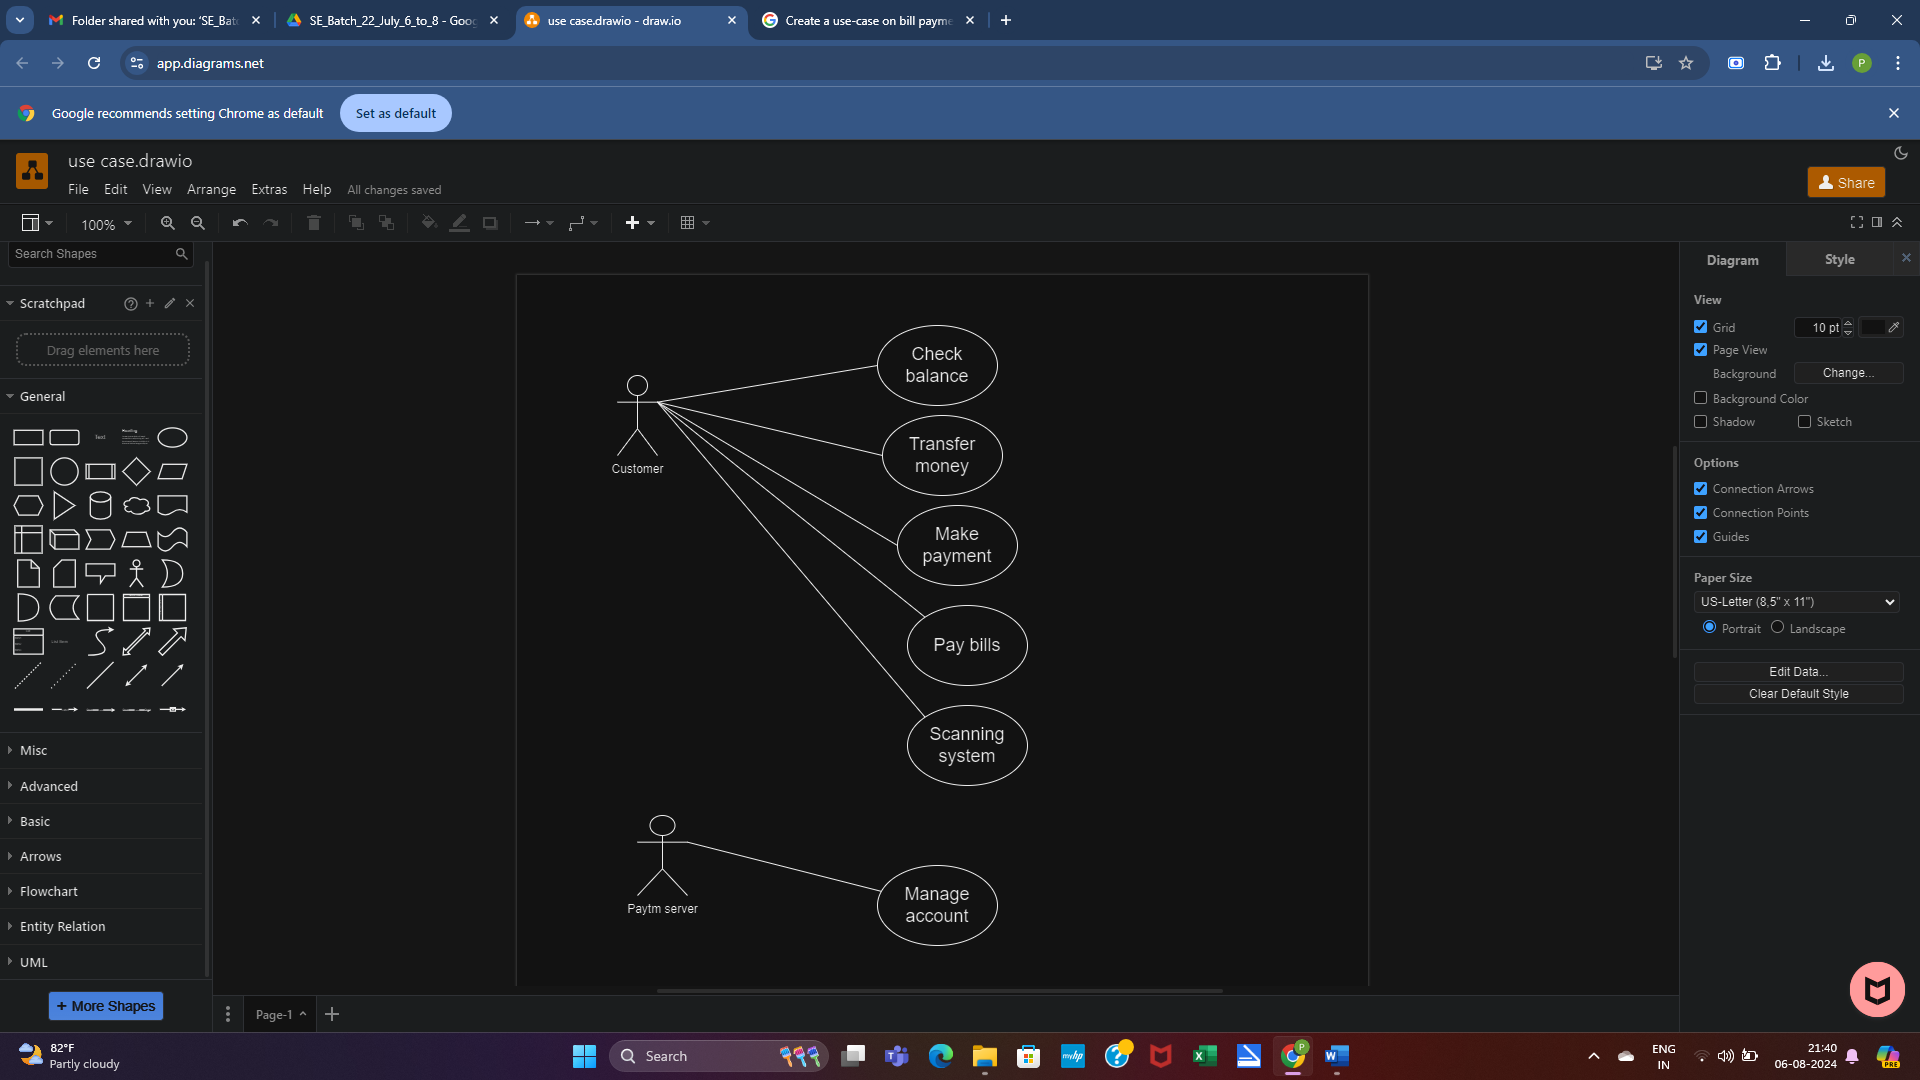 Folder shared with you: 'SE_Bat
SE_Batch_22_July_6_to_8 - Goog
use case.drawio - draw.io
Create a use-case on bill payme
app.diagrams.net
P
Google recommends setting Chrome as default
Set as default
use case.drawio
File Edit View Arrange Extras Help All changes saved
Share
100%
Search Shapes
Scratchpad
Drag elements here
General
Text
Heading
List Item
Misc
Advanced
Basic
Arrows
Flowchart
Entity Relation
UML
+ More Shapes
Check
balance
Transfer
money
Customer
Make
payment
Pay bills
Scanning
system
Paytm server
Manage
account
Page-1
Diagram Style
View
Grid 10 pt
Page View
Background Change...
Background Color
Shadow Sketch
Options
Connection Arrows
Connection Points
Guides
Paper Size
US-Letter (8,5" x 11")
Portrait Landscape
Edit Data...
Clear Default Style
82°F
Partly cloudy
Search
myhp
P
ENG
IN
21:40
06-08-2024
PRE